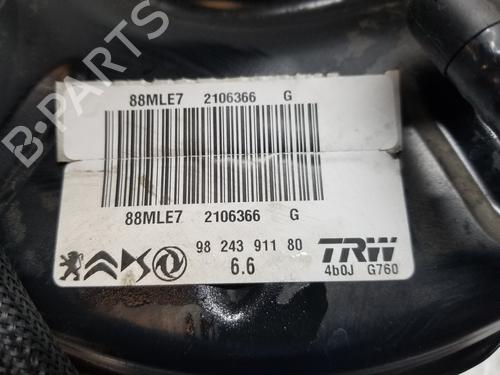 88MLE7 2106366 G
88MLE7 2106366 G
98 243 911 80
6.6
TRW
4b0J G760
B-PARTS